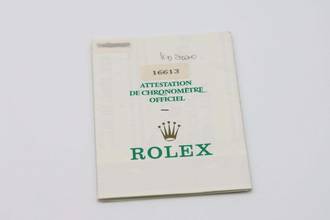 16613
ATTESTATION
DE CHRONOMÈTRE
OFFICIEL
ROLEX